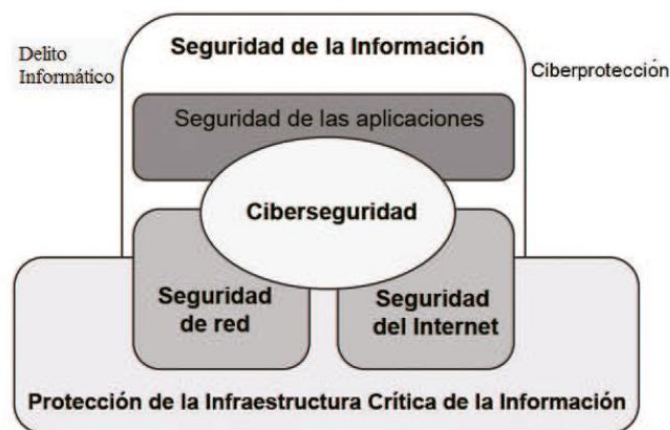 Delito
Informático
Seguridad de la Información
Ciberprotección
Seguridad de las aplicaciones
Ciberseguridad
Seguridad
de red
Seguridad
del Internet
Protección de la Infraestructura Crítica de la Información